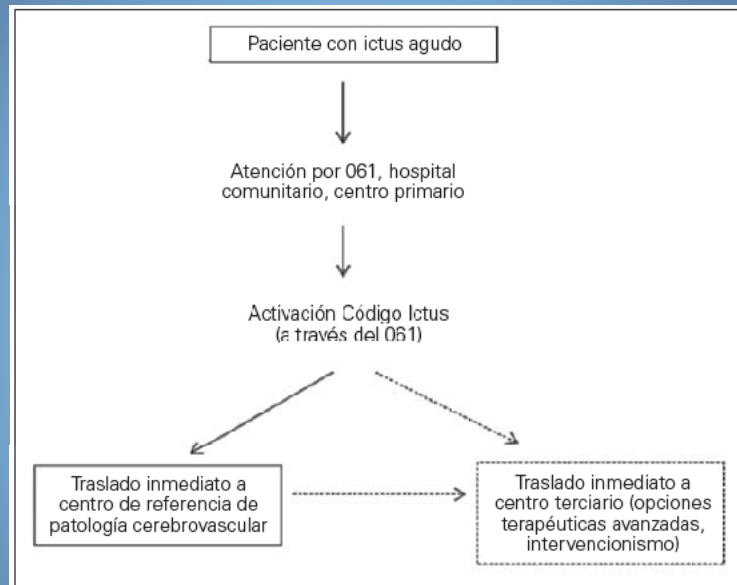 Paciente con ictus agudo
Atención por 061, hospital
comunitario, centro primario
Activación Código Ictus
(a través del 061)
Traslado inmediato a
centro de referencia de
patología cerebrovascular
Traslado inmediato a
centro terciario (opciones
terapéuticas avanzadas,
intervencionismo)